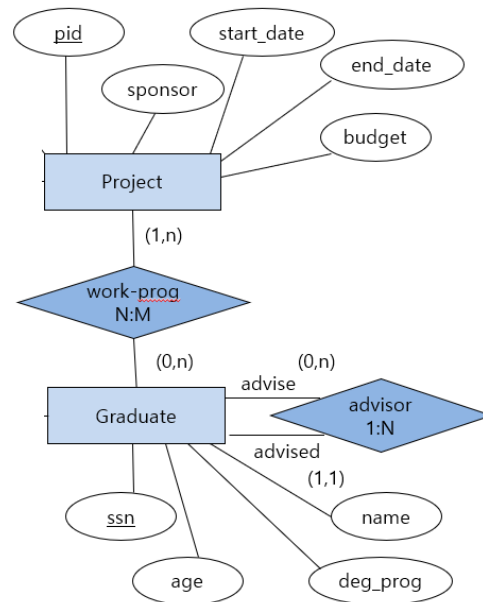 pid
start_date
sponsor
end_date
budget
Project
(1,n)
work-prog
N:M
(0,n)
(0,n)
advise
Graduate
advisor
1:N
advised
(1,1)
ssn
name
age
deg_prog